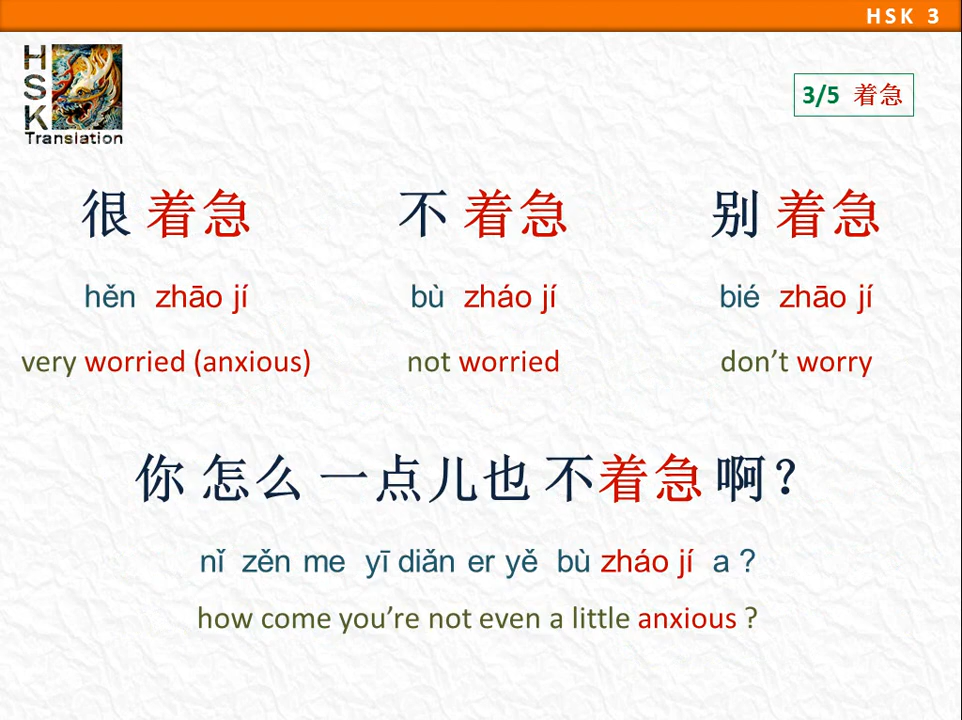 HSK 3
HSK
Translation
3/5 着急
很 着急 不 着急 别 着急
hěn zhāo jí bù zháo jí bié zhāo jí
very worried (anxious) not worried don’t worry
你 怎么 一点儿也 不着急 啊？
nǐ zěn me yī diǎn er yě bù zháo jí a ?
how come you’re not even a little anxious ?